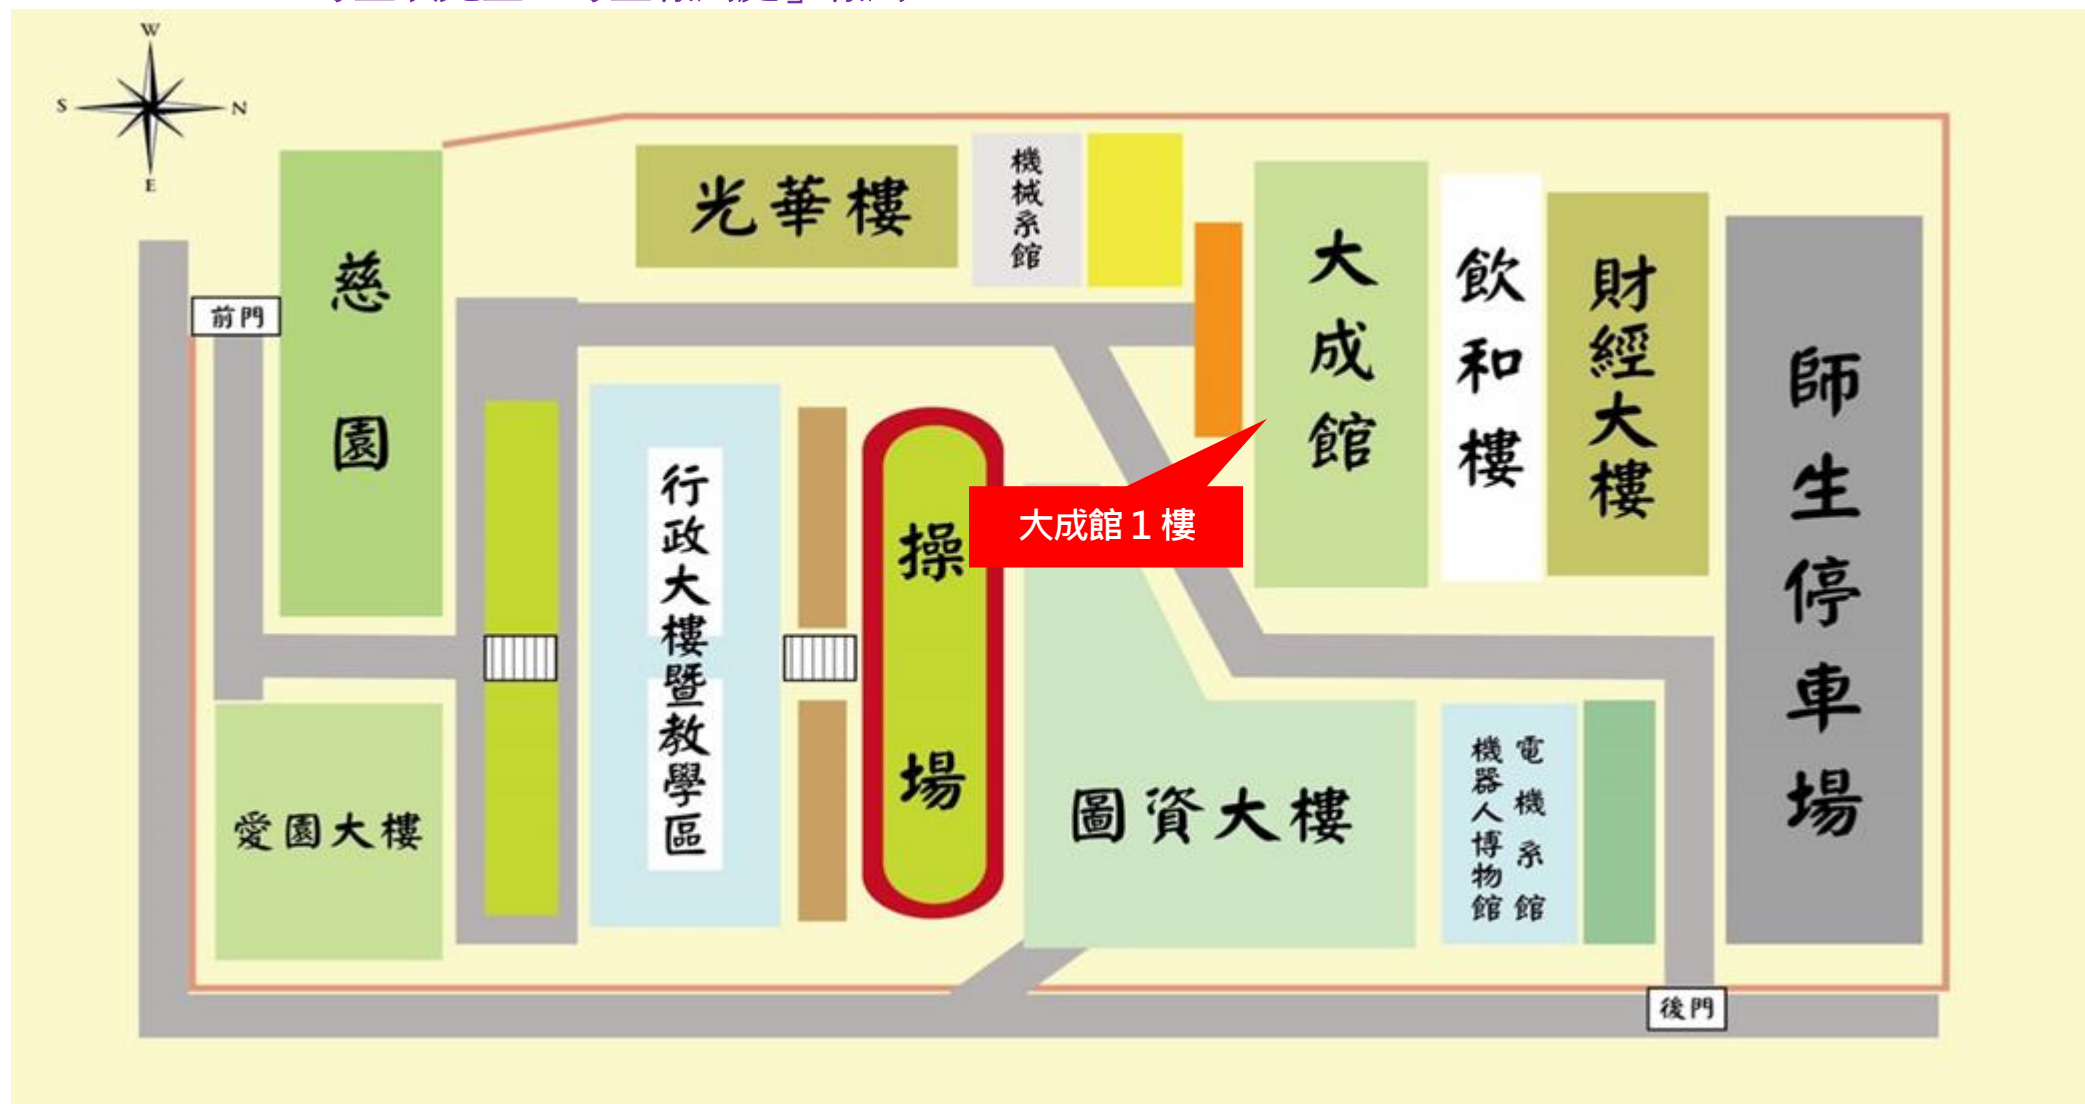 W
S
N
E
光華樓
機械系館
慈園
前門
大成館
飲和樓
財經大樓
師生停車場
行政大樓暨教學區
操場
大成館1樓
愛園大樓
圖資大樓
電機系館
機器人博物館
後門